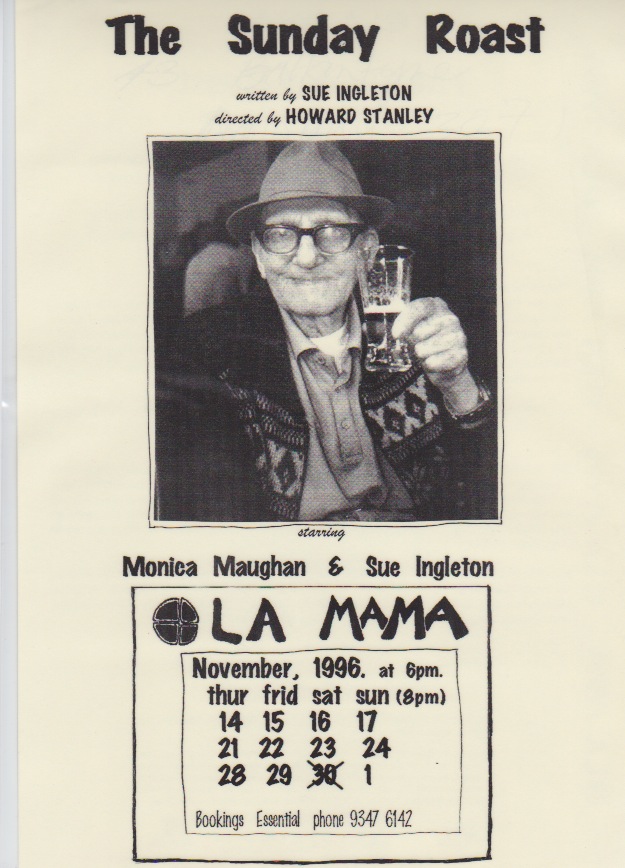 The Sunday Roast
written by SUE INGLETON
directed by HOWARD STANLEY
starring
Monica Maughan & Sue Ingleton
LA MAMA
November, 1996. at 6pm.
thur frid sat sun (8pm)
14 15 16 17
21 22 23 24
28 29 30 1
Bookings Essential phone 9347 6142